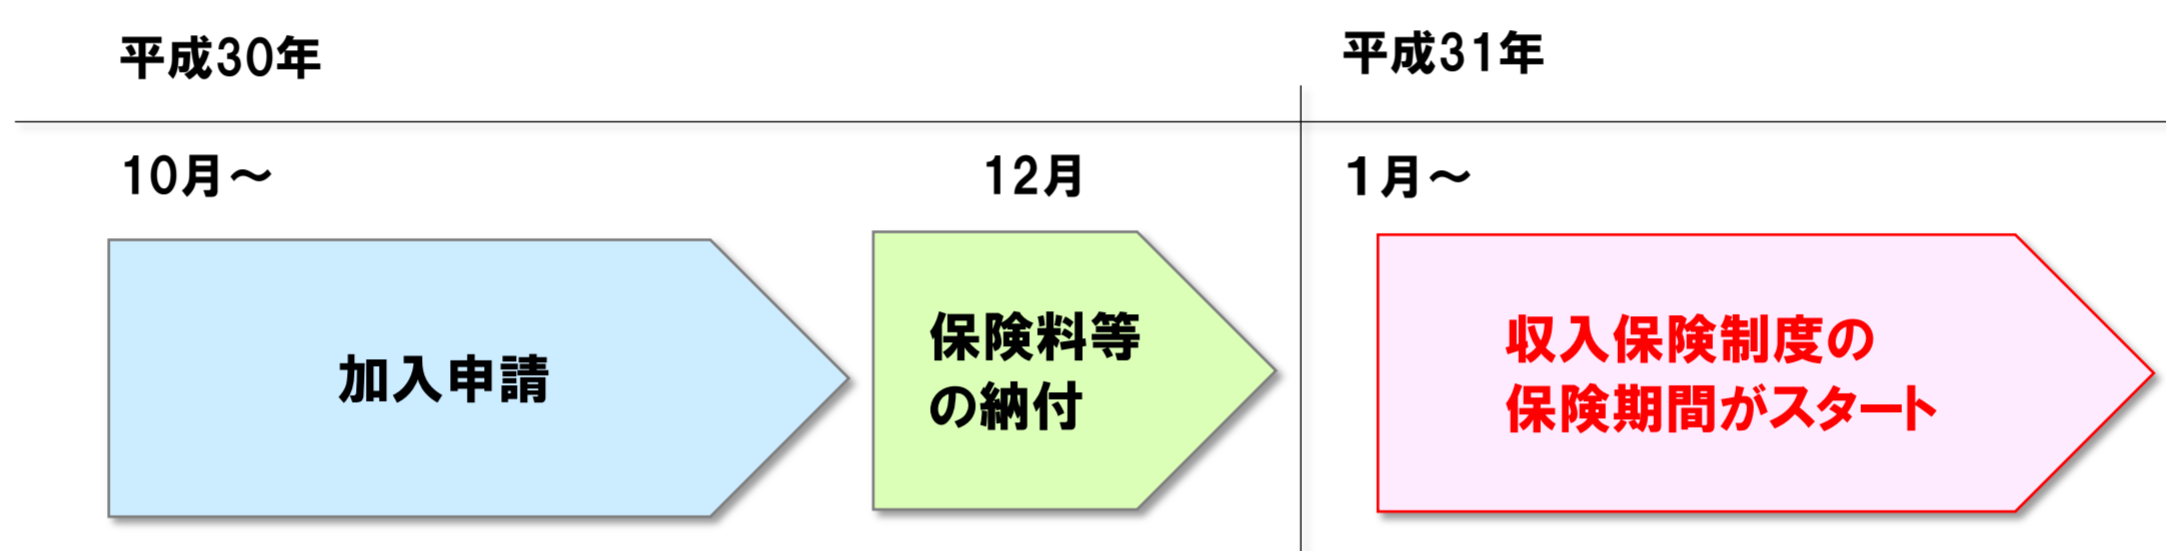 平成30年
平成31年
10月～
12月
1月～
加入申請
保険料等
の納付
収入保険制度の
保険期間がスタート